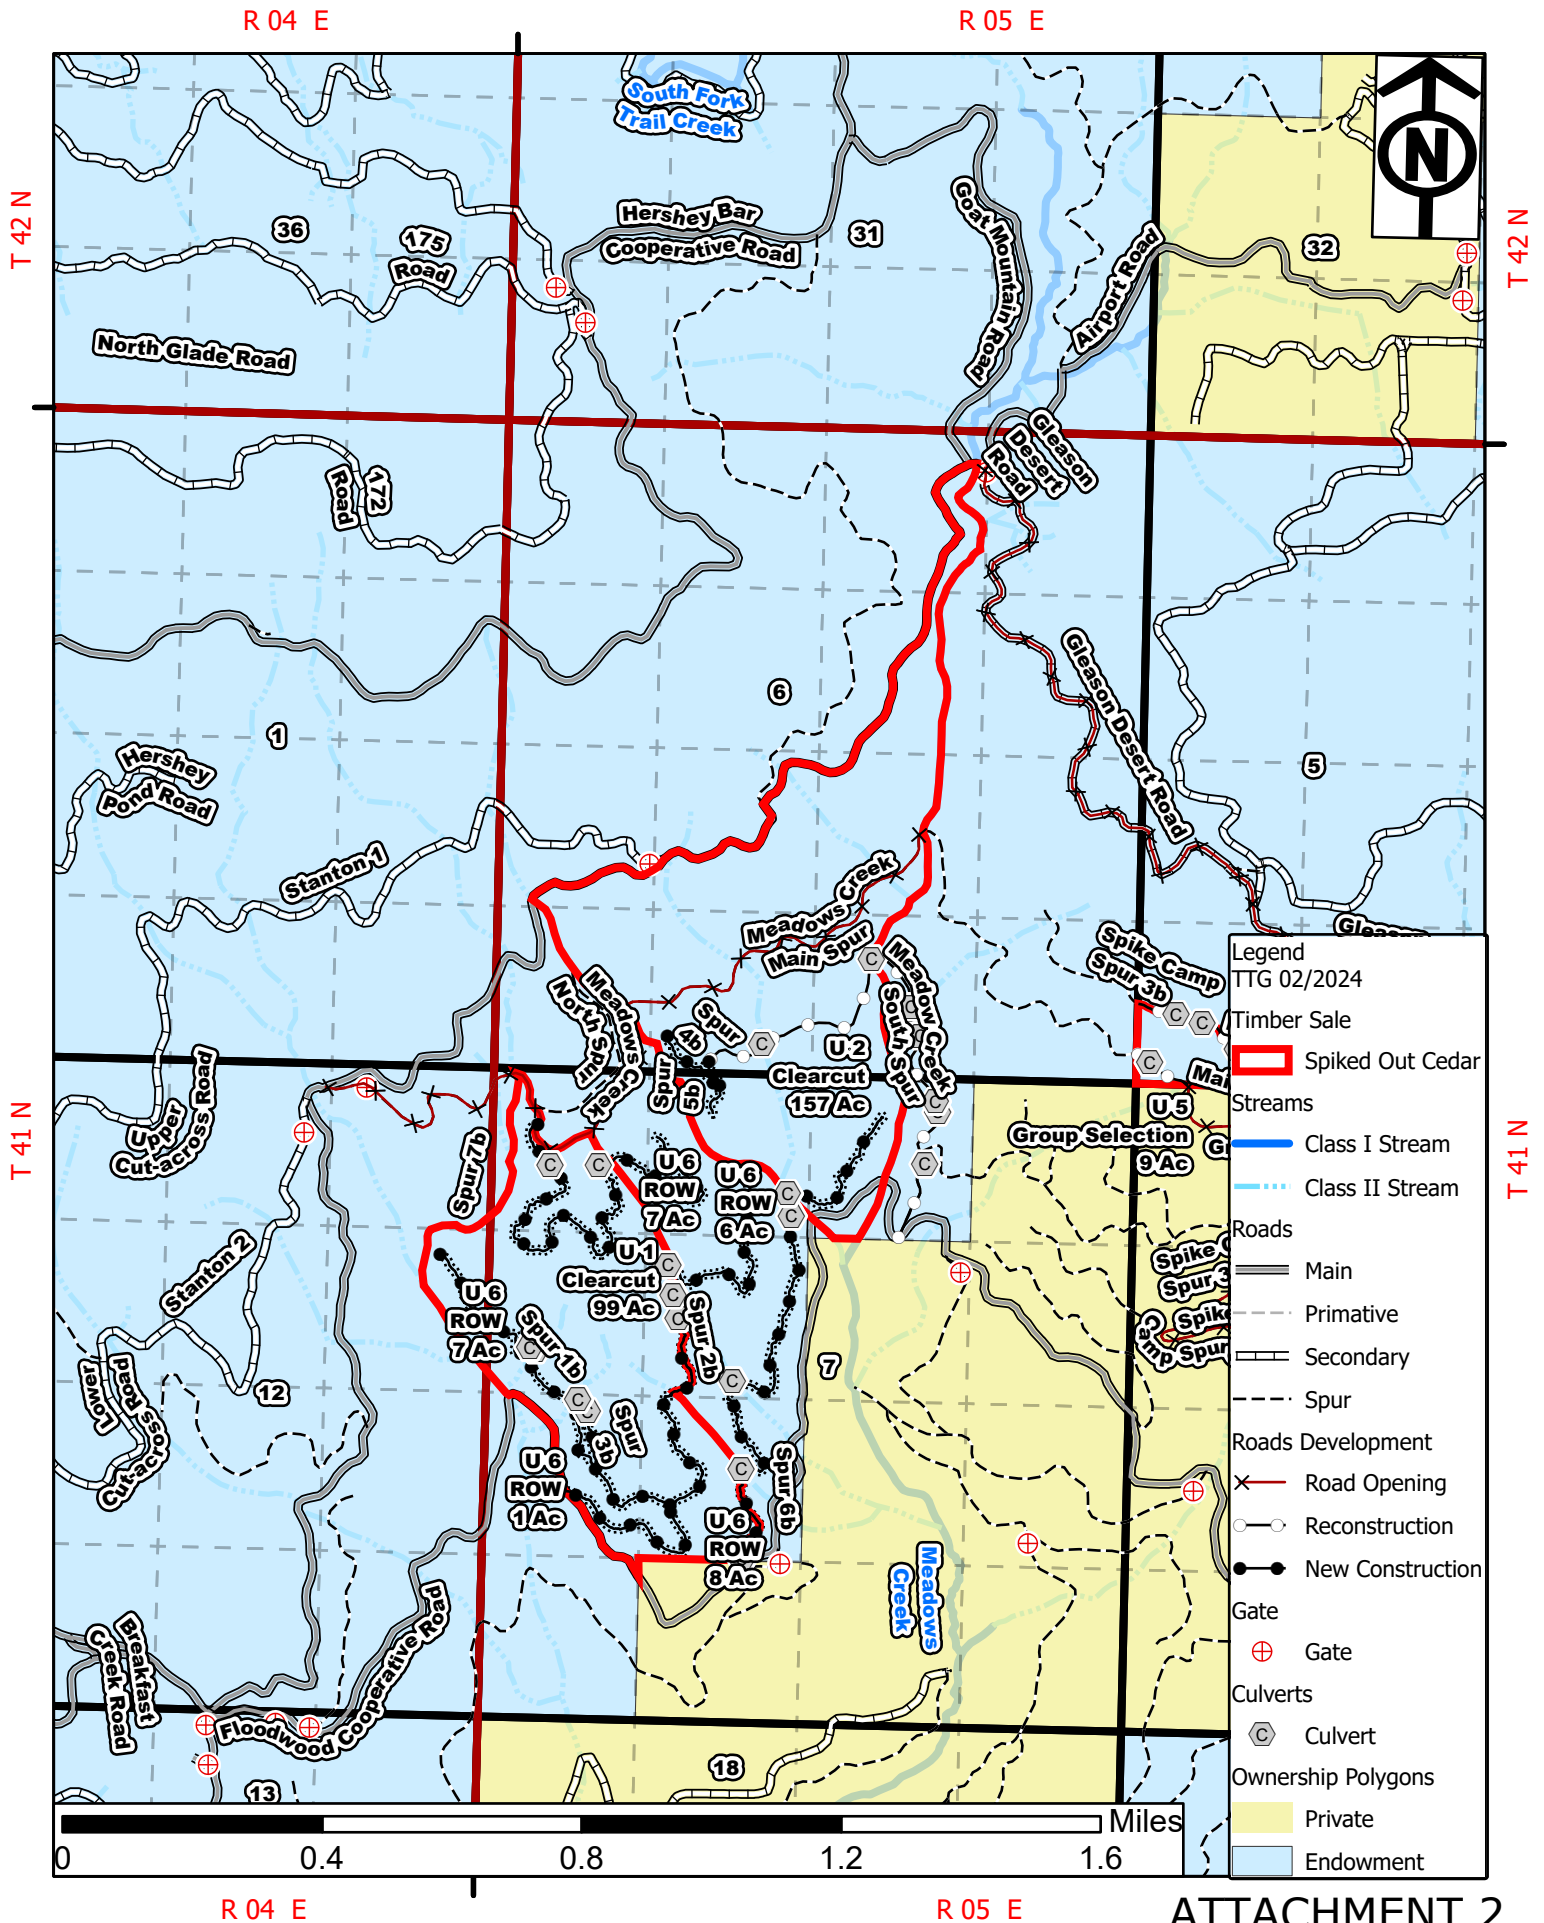 R 04 E
R 05 E
T 42 N
T 42 N
South Fork
Trail Creek
N
36
175
Road
Hershey Bar
Cooperative Road
31
Goat Mountain Road
Airport Road
32
North Glade Road
Gleason
Desert
Road
172
Road
6
1
Hershey
Pond Road
Gleason Desert Road
5
Stanton 1
Meadows Creek
Main Spur
Meadow Creek
South Spur
Meadows Creek
North Spur
Spur
4b
Spur
5b
U 2
Clearcut
157 Ac
Spike Camp
Spur 3b
Mai
U 5
Group Selection
9 Ac
T 41 N
T 41 N
Upper
Cut-across Road
Spur 7b
U 6
ROW
7 Ac
U 6
ROW
6 Ac
U 1
Clearcut
99 Ac
Stanton 2
U 6
ROW
7 Ac
Spur 1b
Spur 2b
7
Spike
Spur 3
Spike
Camp Spur
Lower
Cut-across Road
12
Spur
3b
U 6
ROW
1 Ac
Spur 6b
U 6
ROW
8 Ac
Meadows
Creek
Breakfast
Creek Road
Floodwood Cooperative Road
18
13
Legend
TTG 02/2024
Timber Sale
Spiked Out Cedar
Streams
Class I Stream
Class II Stream
Roads
Main
Primative
Secondary
Spur
Roads Development
Road Opening
Reconstruction
New Construction
Gate
Gate
Culverts
C Culvert
Ownership Polygons
Private
Endowment
Miles
0 0.4 0.8 1.2 1.6
R 04 E
R 05 E
ATTACHMENT 2